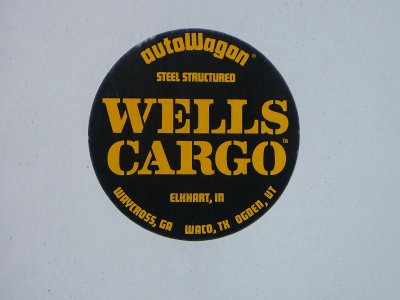 autoWagon®
STEEL STRUCTURED
WELLS
CARGO™
ELKHART, IN
WAYCROSS, GA WACO, TX OGDEN, UT